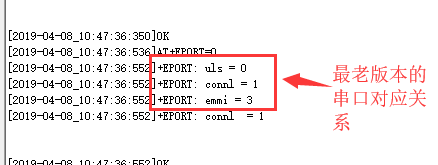 [2019-04-08_10:47:36:350]OK
[2019-04-08_10:47:36:536]AT+EPORT=0
[2019-04-08_10:47:36:552]+EPORT: uls = 0
[2019-04-08_10:47:36:552]+EPORT: connl = 1
[2019-04-08_10:47:36:552]+EPORT: emmi = 3
[2019-04-08_10:47:36:552]+EPORT: connl  = 1
最老版本的
串口对应关
系
[2019-04-08_10:47:36:552]OK